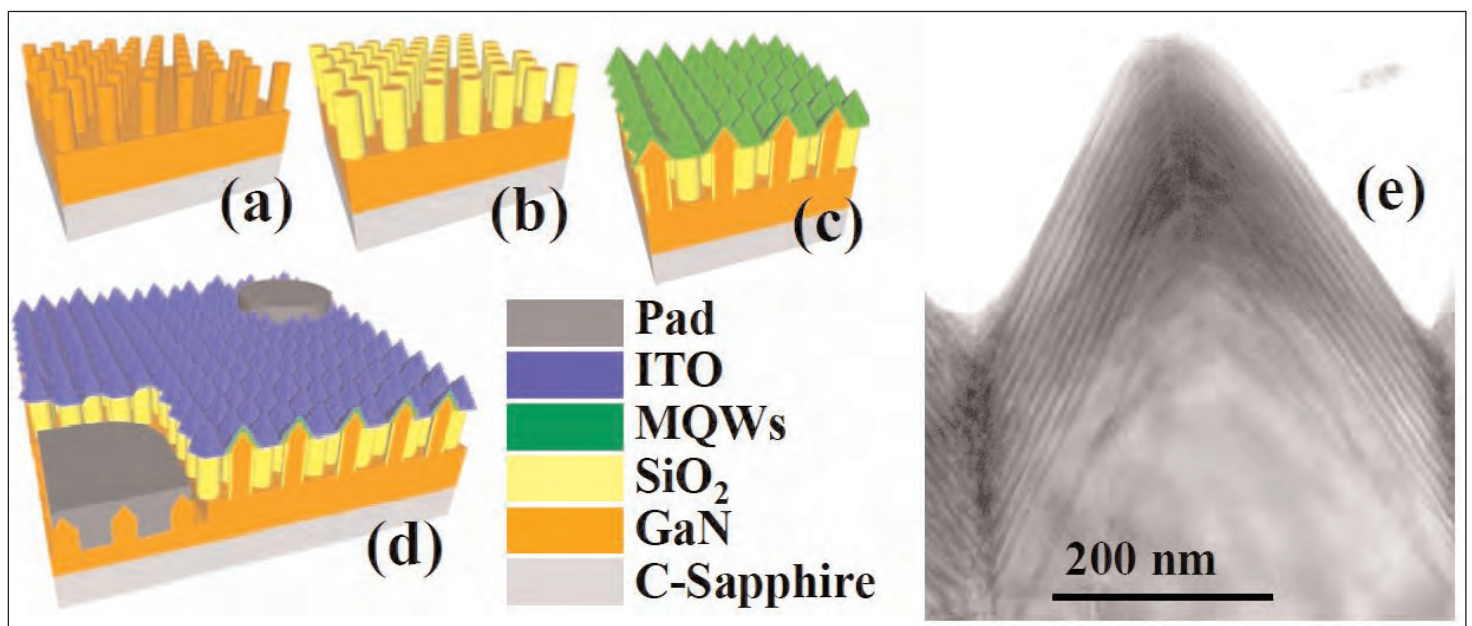 (a)
(b)
(c)
(d)
Pad
ITO
MQWs
SiO₂
GaN
C-Sapphire
(e)
200 nm